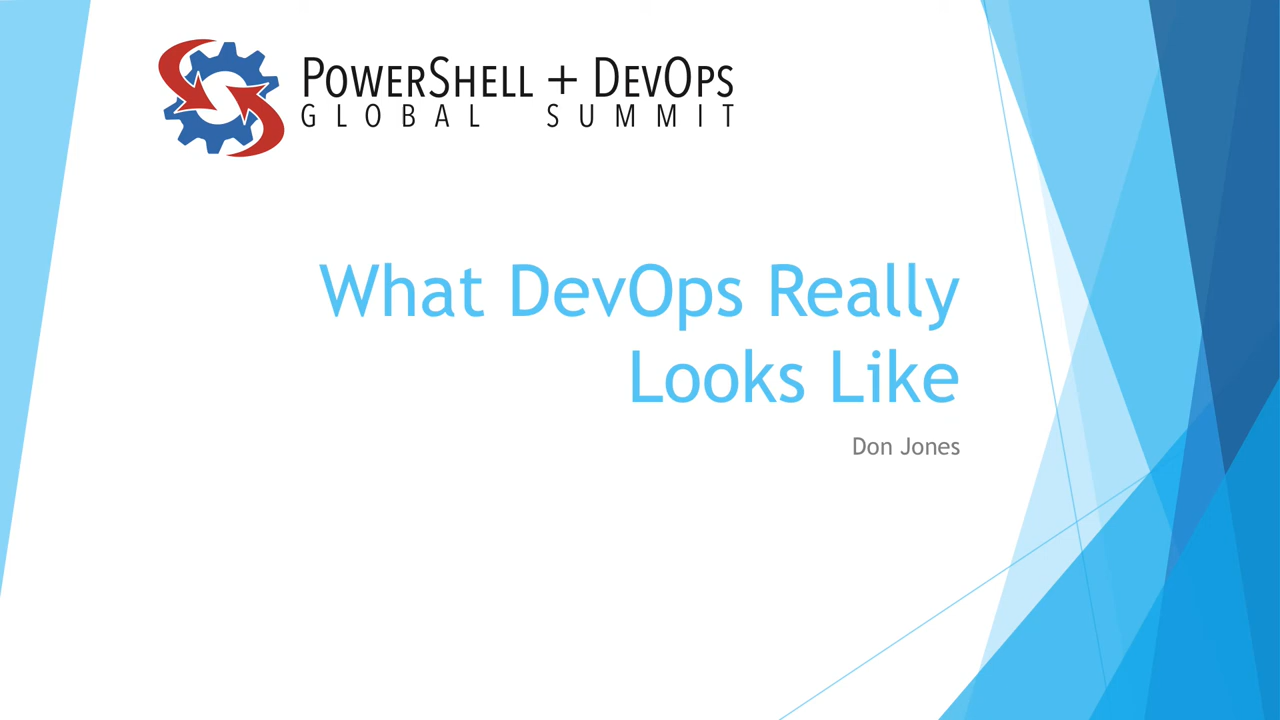 PowerShell + DevOps
GLOBAL SUMMIT
What DevOps Really
Looks Like
Don Jones